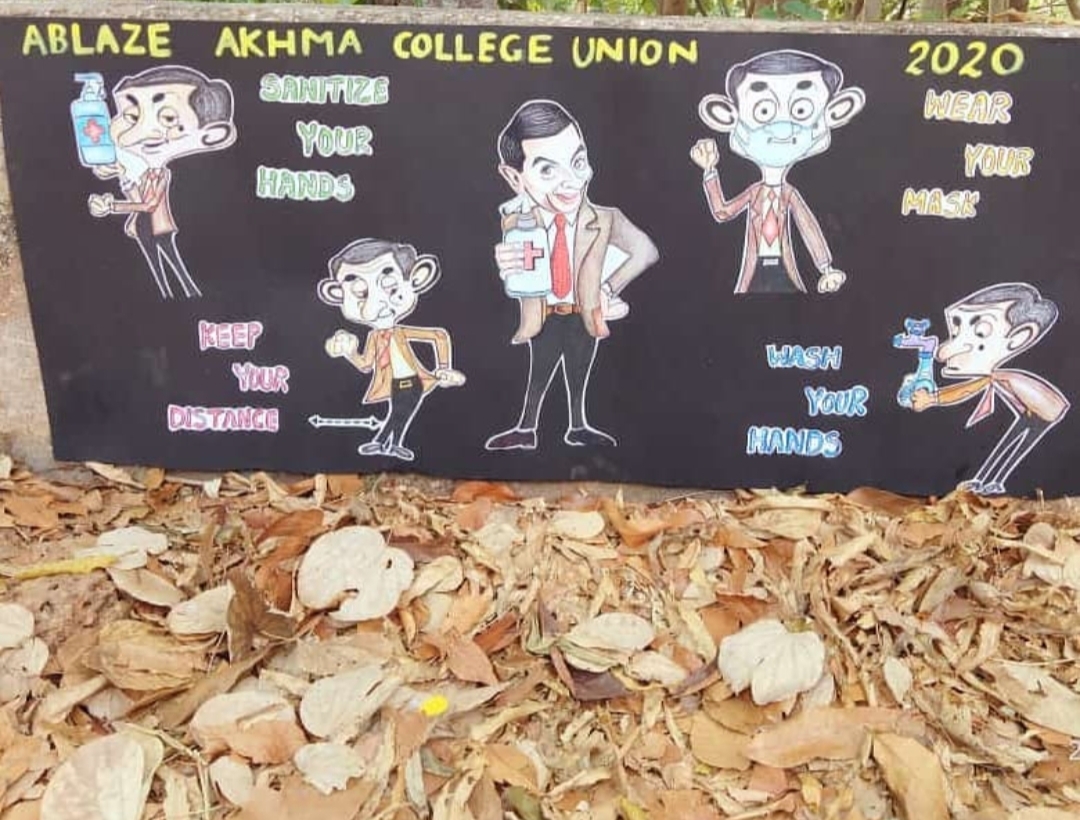 ABLAZE AKHMA COLLEGE UNION 2020
SANITIZE
YOUR
HANDS
WEAR
YOUR
MASK
KEEP
YOUR
DISTANCE
WASH
YOUR
HANDS